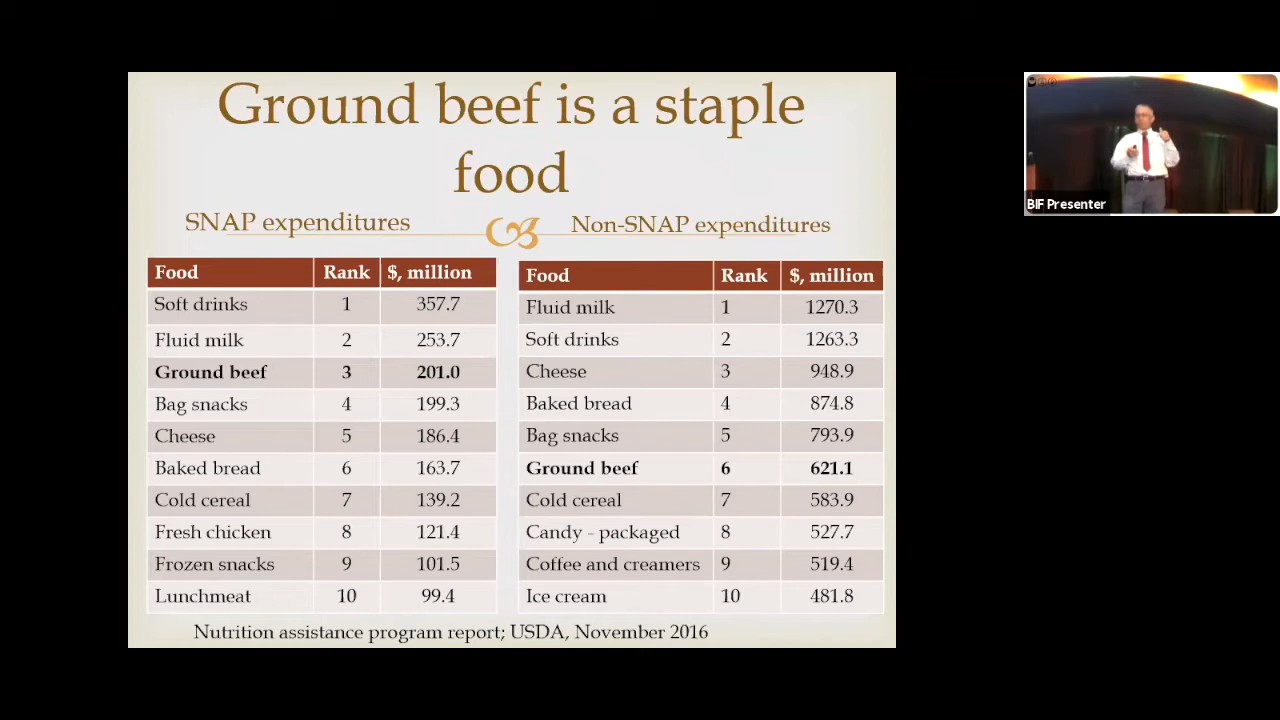 Ground beef is a staple
food
SNAP expenditures
Non-SNAP expenditures
Food Rank $, million
Soft drinks 1 357.7
Fluid milk 2 253.7
Ground beef 3 201.0
Bag snacks 4 199.3
Cheese 5 186.4
Baked bread 6 163.7
Cold cereal 7 139.2
Fresh chicken 8 121.4
Frozen snacks 9 101.5
Lunchmeat 10 99.4
Food Rank $, million
Fluid milk 1 1270.3
Soft drinks 2 1263.3
Cheese 3 948.9
Baked bread 4 874.8
Bag snacks 5 793.9
Ground beef 6 621.1
Cold cereal 7 583.9
Candy - packaged 8 527.7
Coffee and creamers 9 519.4
Ice cream 10 481.8
Nutrition assistance program report; USDA, November 2016
BIF Presenter